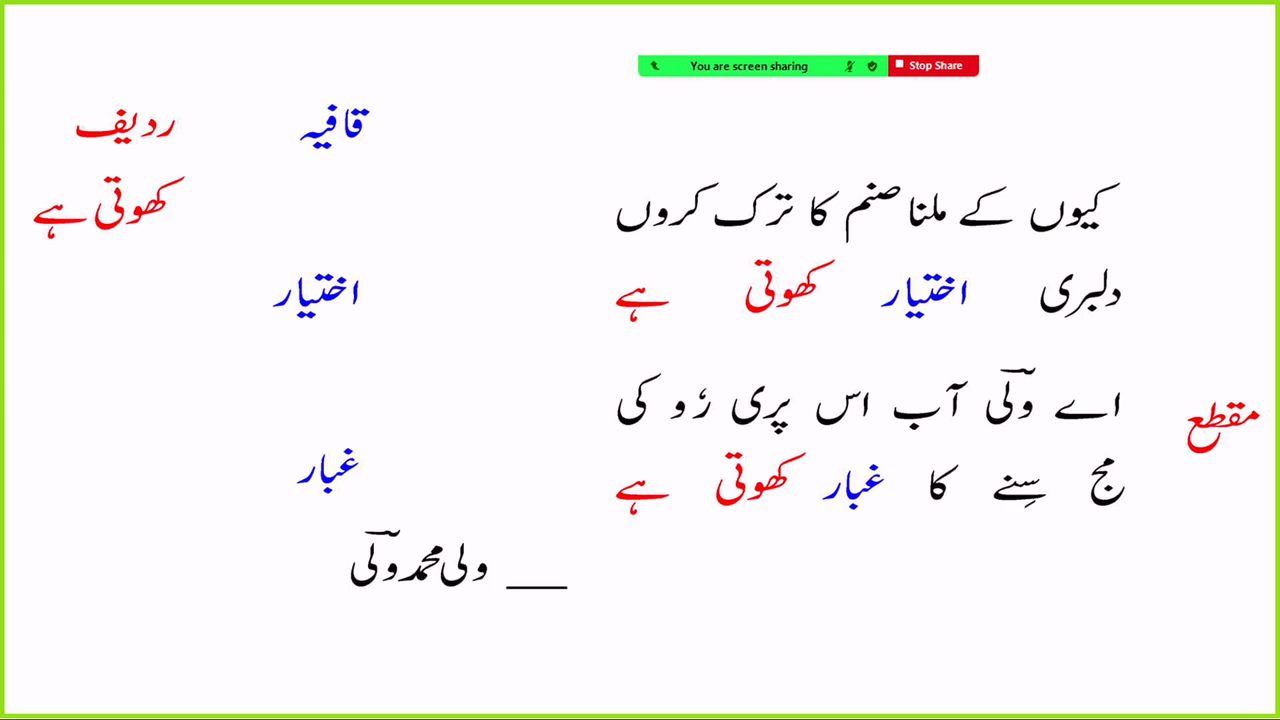 You are screen sharing Stop Share
قافیہ ردیف
کھوتی ہے
کیوں کے ملنا صنم کا ترک کروں
دلبری اختیار کھوتی ہے
اختیار
مقطع
اے ولیؔ آب اس پری رٗو کی
مج سِنے کا غبار کھوتی ہے
غبار
ولی محمد ولیؔ